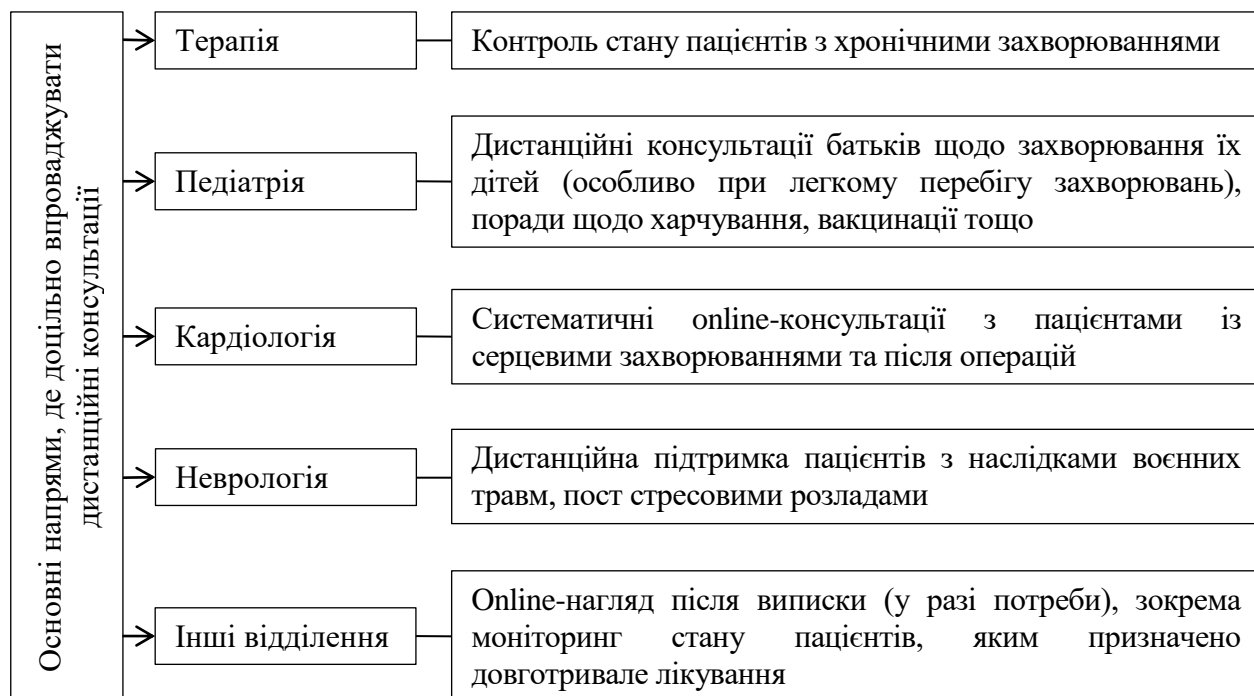 Основні напрями, де доцільно впроваджувати
дистанційні консультації
Терапія
Контроль стану пацієнтів з хронічними захворюваннями
Педіатрія
Дистанційні консультації батьків щодо захворювання їх
дітей (особливо при легкому перебігу захворювань),
поради щодо харчування, вакцинації тощо
Кардіологія
Систематичні online-консультації з пацієнтами із
серцевими захворюваннями та після операцій
Неврологія
Дистанційна підтримка пацієнтів з наслідками воєнних
травм, пост стресовими розладами
Інші відділення
Online-нагляд після виписки (у разі потреби), зокрема
моніторинг стану пацієнтів, яким призначено
довготривале лікування